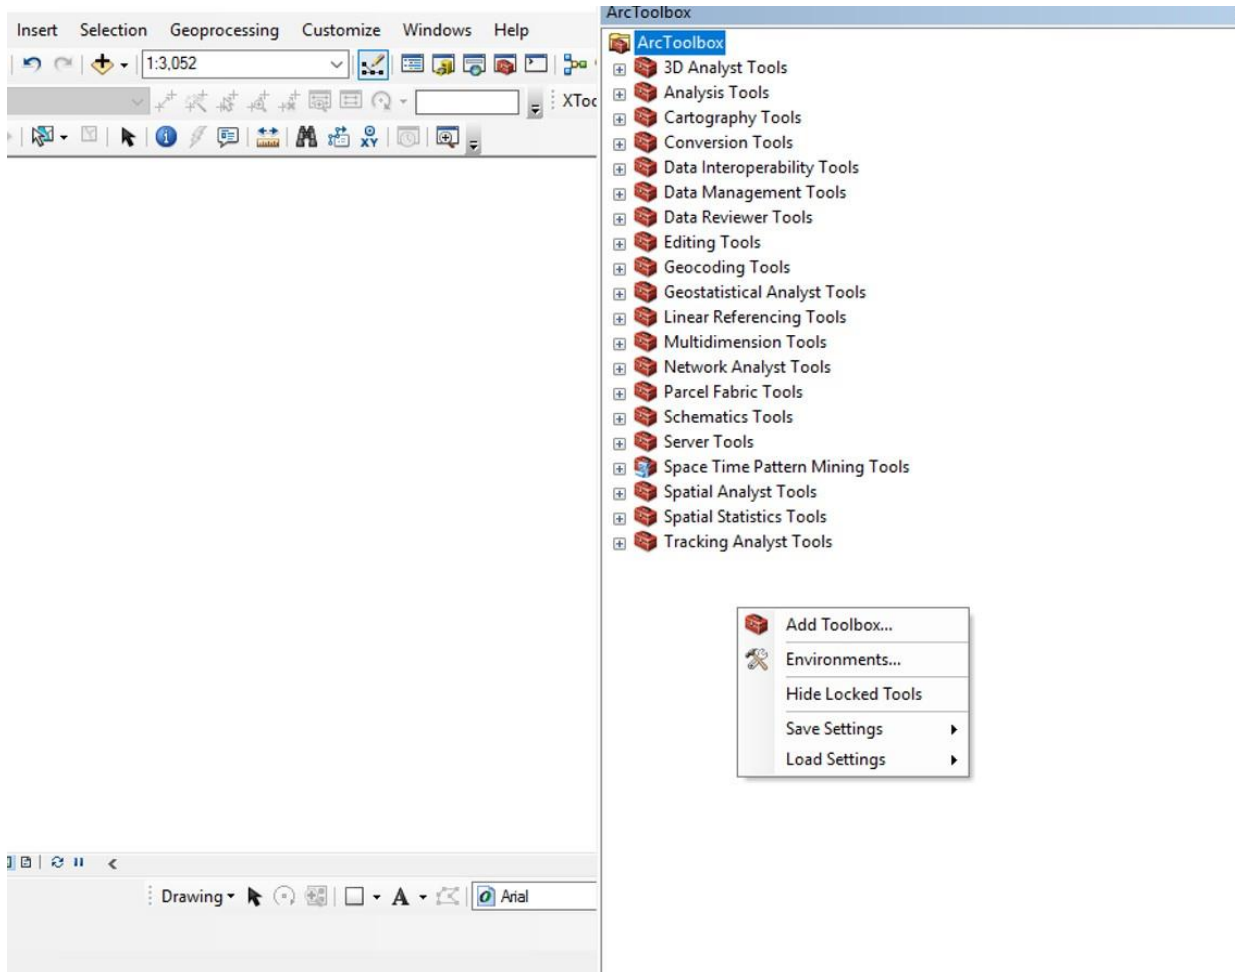 Insert Selection Geoprocessing Customize Windows Help
1:3,052
XToo
XY
Drawing A Arial
ArcToolbox
ArcToolbox
3D Analyst Tools
Analysis Tools
Cartography Tools
Conversion Tools
Data Interoperability Tools
Data Management Tools
Data Reviewer Tools
Editing Tools
Geocoding Tools
Geostatistical Analyst Tools
Linear Referencing Tools
Multidimension Tools
Network Analyst Tools
Parcel Fabric Tools
Schematics Tools
Server Tools
Space Time Pattern Mining Tools
Spatial Analyst Tools
Spatial Statistics Tools
Tracking Analyst Tools
Add Toolbox...
Environments...
Hide Locked Tools
Save Settings
Load Settings